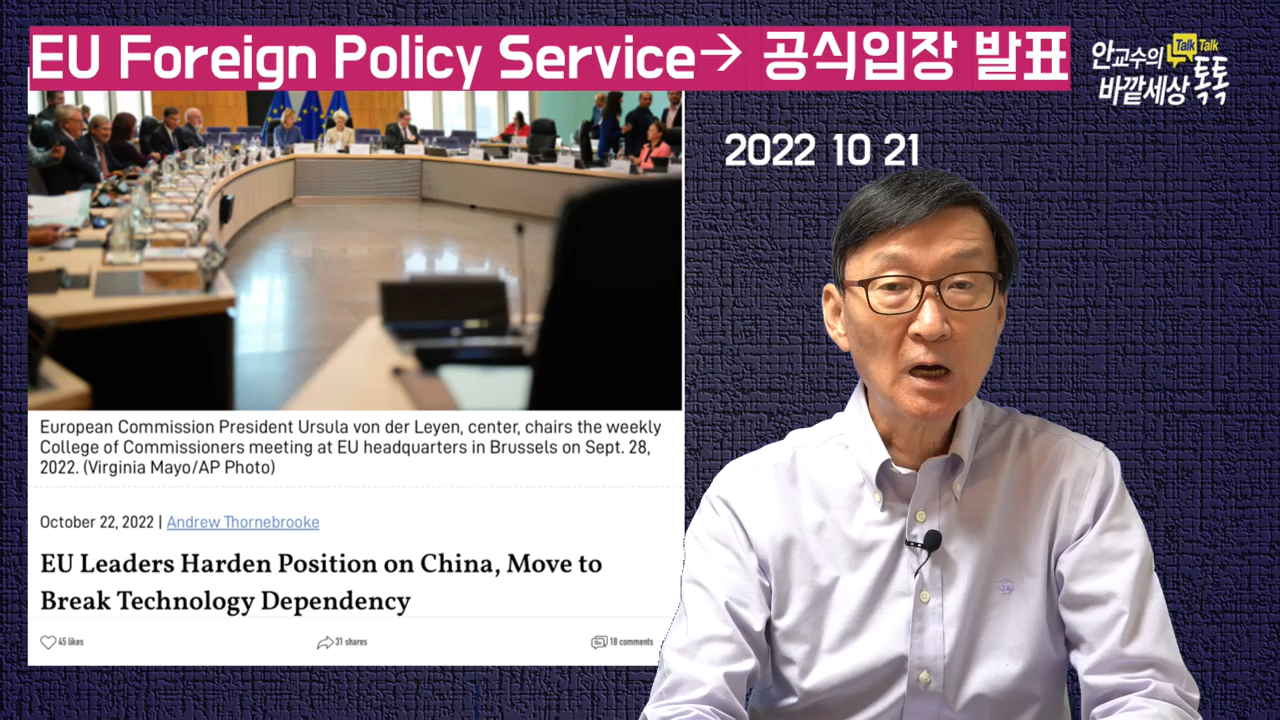 EU Foreign Policy Service→ 공식입장 발표
안교수의 Talk Talk
바깥세상 톡톡
2022 10 21
European Commission President Ursula von der Leyen, center, chairs the weekly
College of Commissioners meeting at EU headquarters in Brussels on Sept. 28,
2022. (Virginia Mayo/AP Photo)
October 22, 2022 | Andrew Thornebrooke
EU Leaders Harden Position on China, Move to
Break Technology Dependency
45 likes
31 shares
18 comments